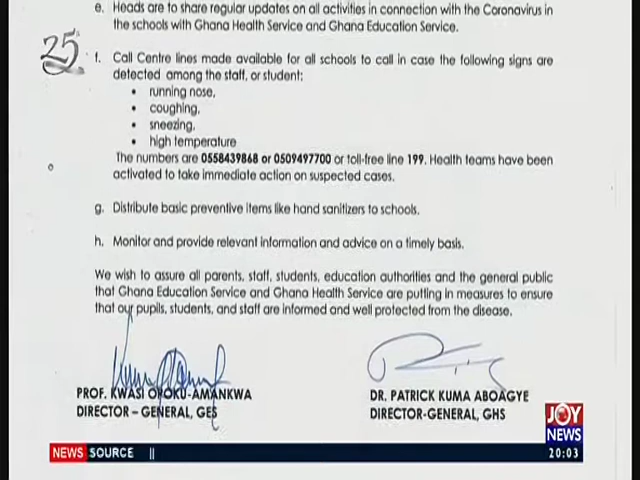 e. Heads are to share regular updates on all activities in connection with the Coronavirus in
the schools with Ghana Health Service and Ghana Education Service.
25
f. Call Centre lines made available for all schools to call in case the following signs are
detected among the staff, or student:
• running nose,
• coughing,
• sneezing,
• high temperature
The numbers are 0558439868 or 0509497700 or toll-free line 199. Health teams have been
activated to take immediate action on suspected cases.
g. Distribute basic preventive items like hand sanitizers to schools.
h. Monitor and provide relevant information and advice on a timely basis.
We wish to assure all parents, staff, students, education authorities and the general public
that Ghana Education Service and Ghana Health Service are putting in measures to ensure
that our pupils, students, and staff are informed and well protected from the disease.
PROF. KWASI OPOKU-AMANKWA
DIRECTOR – GENERAL, GES
DR. PATRICK KUMA ABOAGYE
DIRECTOR-GENERAL, GHS
JOY
NEWS
NEWS SOURCE ||
20:03